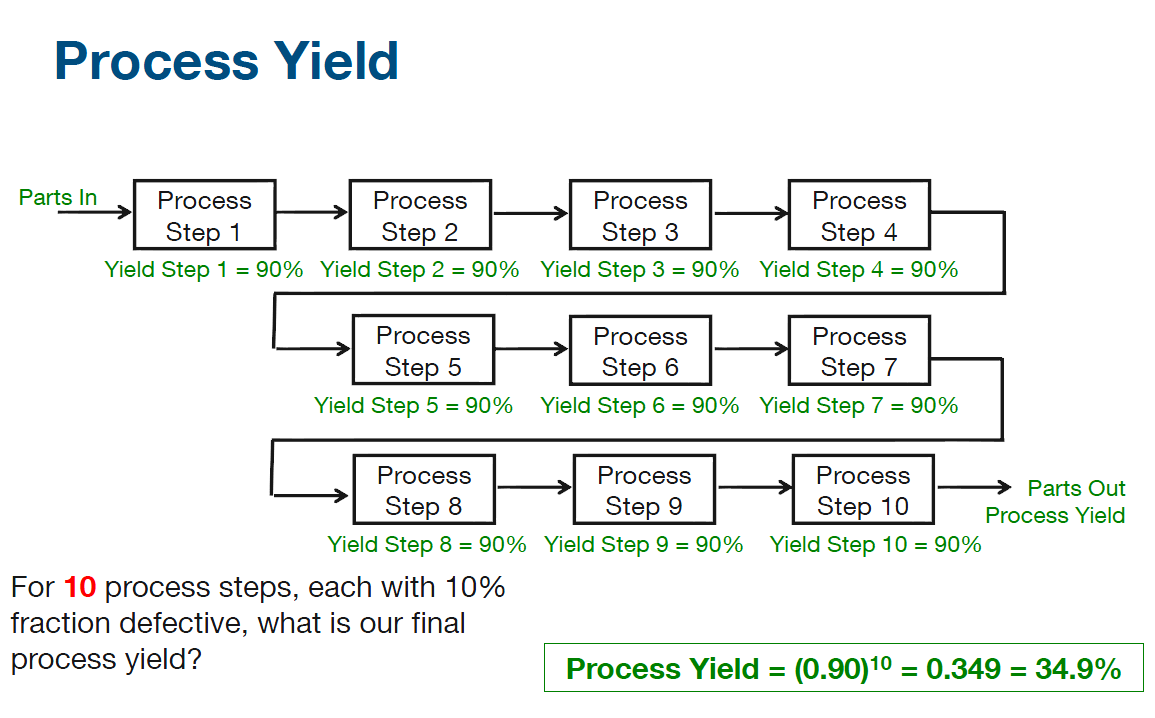 Process Yield
Parts In
Process
Step 1
Process
Step 2
Process
Step 3
Process
Step 4
Yield Step 1 = 90%
Yield Step 2 = 90%
Yield Step 3 = 90%
Yield Step 4 = 90%
Process
Step 5
Process
Step 6
Process
Step 7
Yield Step 5 = 90%
Yield Step 6 = 90%
Yield Step 7 = 90%
Process
Step 8
Process
Step 9
Process
Step 10
Parts Out
Process Yield
Yield Step 8 = 90%
Yield Step 9 = 90%
Yield Step 10 = 90%
For 10 process steps, each with 10%
fraction defective, what is our final
process yield?
Process Yield = (0.90)¹⁰ = 0.349 = 34.9%